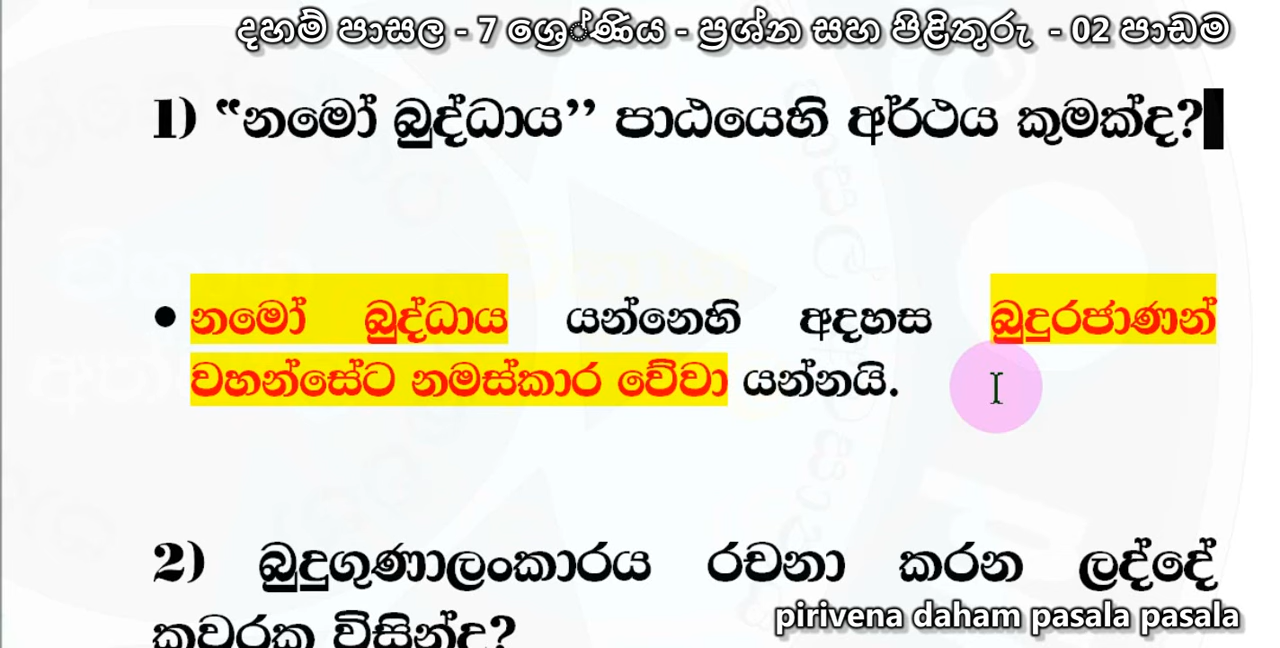 දහම් පාසල - 7 ශ්‍රේණිය - ප්‍රශ්න සහ පිළිතුරු - 02 පාඩම
1) “නමෝ බුද්ධාය” පාඨයෙහි අර්ථය කුමක්ද?
• නමෝ බුද්ධාය යන්නෙහි අදහස බුදුරජාණන්
වහන්සේට නමස්කාර වේවා යන්නයි.
2) බුදුගුණාලංකාරය රචනා කරන ලද්දේ
කවරක විසින්ද?
pirivena daham pasala pasala